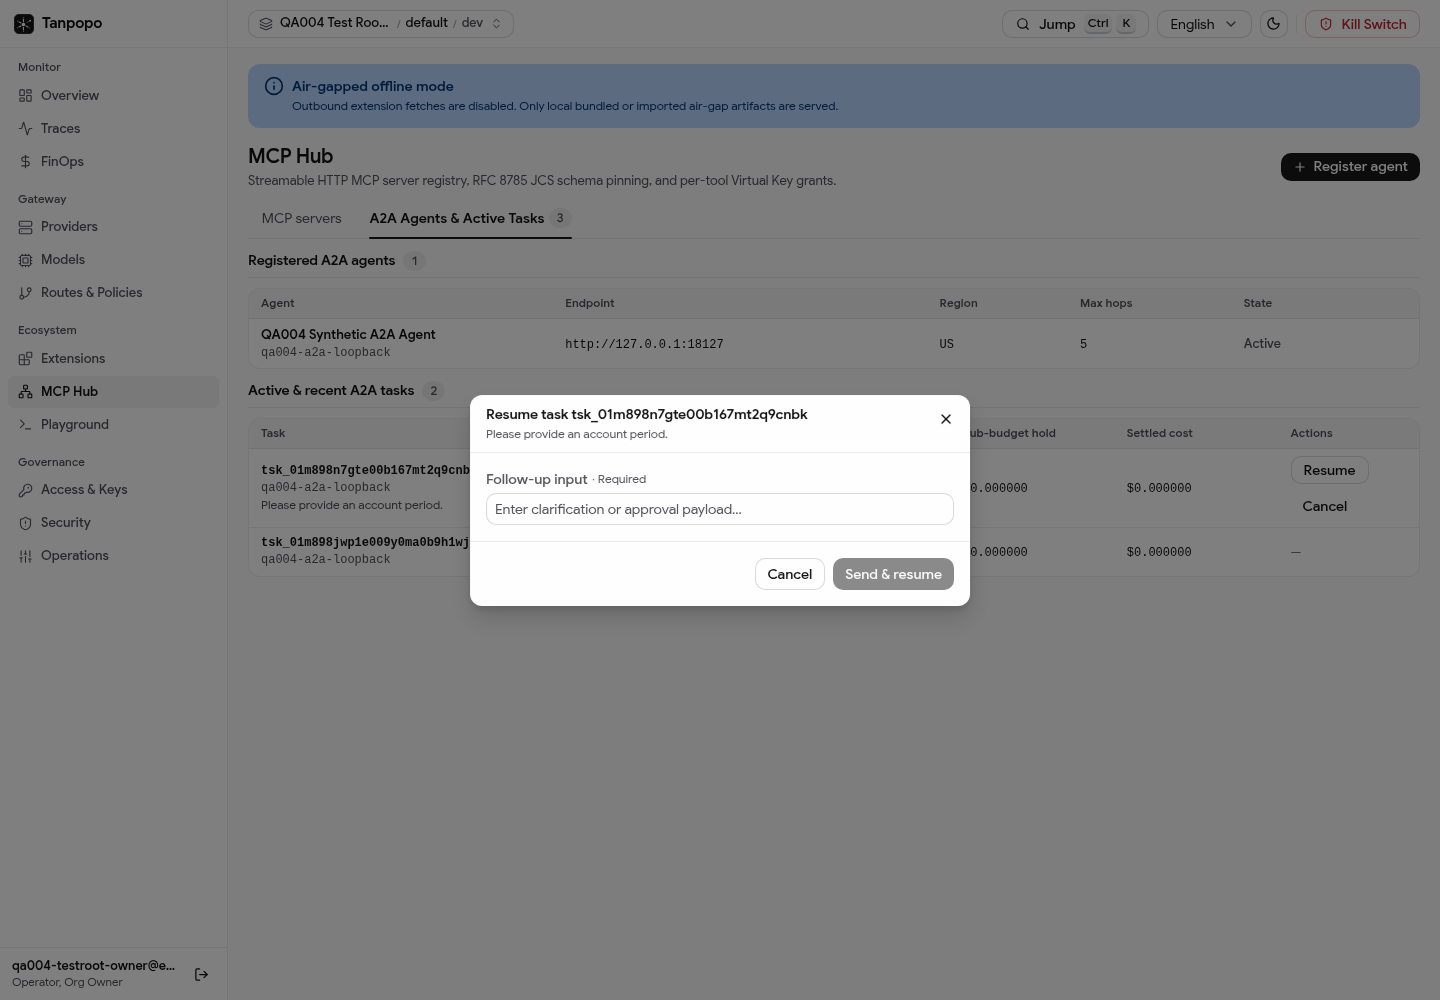 Tanpopo
QA004 Test Roo... / default / dev
Jump Ctrl K
English
Kill Switch
Monitor
Overview
Traces
FinOps
Gateway
Providers
Models
Routes & Policies
Ecosystem
Extensions
MCP Hub
Playground
Governance
Access & Keys
Security
Operations
qa004-testroot-owner@e...
Operator, Org Owner
Air-gapped offline mode
Outbound extension fetches are disabled. Only local bundled or imported air-gap artifacts are served.
MCP Hub
Streamable HTTP MCP server registry, RFC 8785 JCS schema pinning, and per-tool Virtual Key grants.
+ Register agent
MCP servers
A2A Agents & Active Tasks 3
Registered A2A agents 1
Agent Endpoint Region Max hops State
QA004 Synthetic A2A Agent
qa004-a2a-loopback
http://127.0.0.1:18127 US 5 Active
Active & recent A2A tasks 2
Task ub-budget hold Settled cost Actions
tsk_01m898n7gte00b167mt2q9cnb
qa004-a2a-loopback
Please provide an account period.
0.000000 $0.000000
Resume
Cancel
tsk_01m898jwp1e009y0ma0b9h1wj
qa004-a2a-loopback
0.000000 $0.000000 —
Resume task tsk_01m898n7gte00b167mt2q9cnbk
Please provide an account period.
Follow-up input · Required
Enter clarification or approval payload...
Cancel
Send & resume